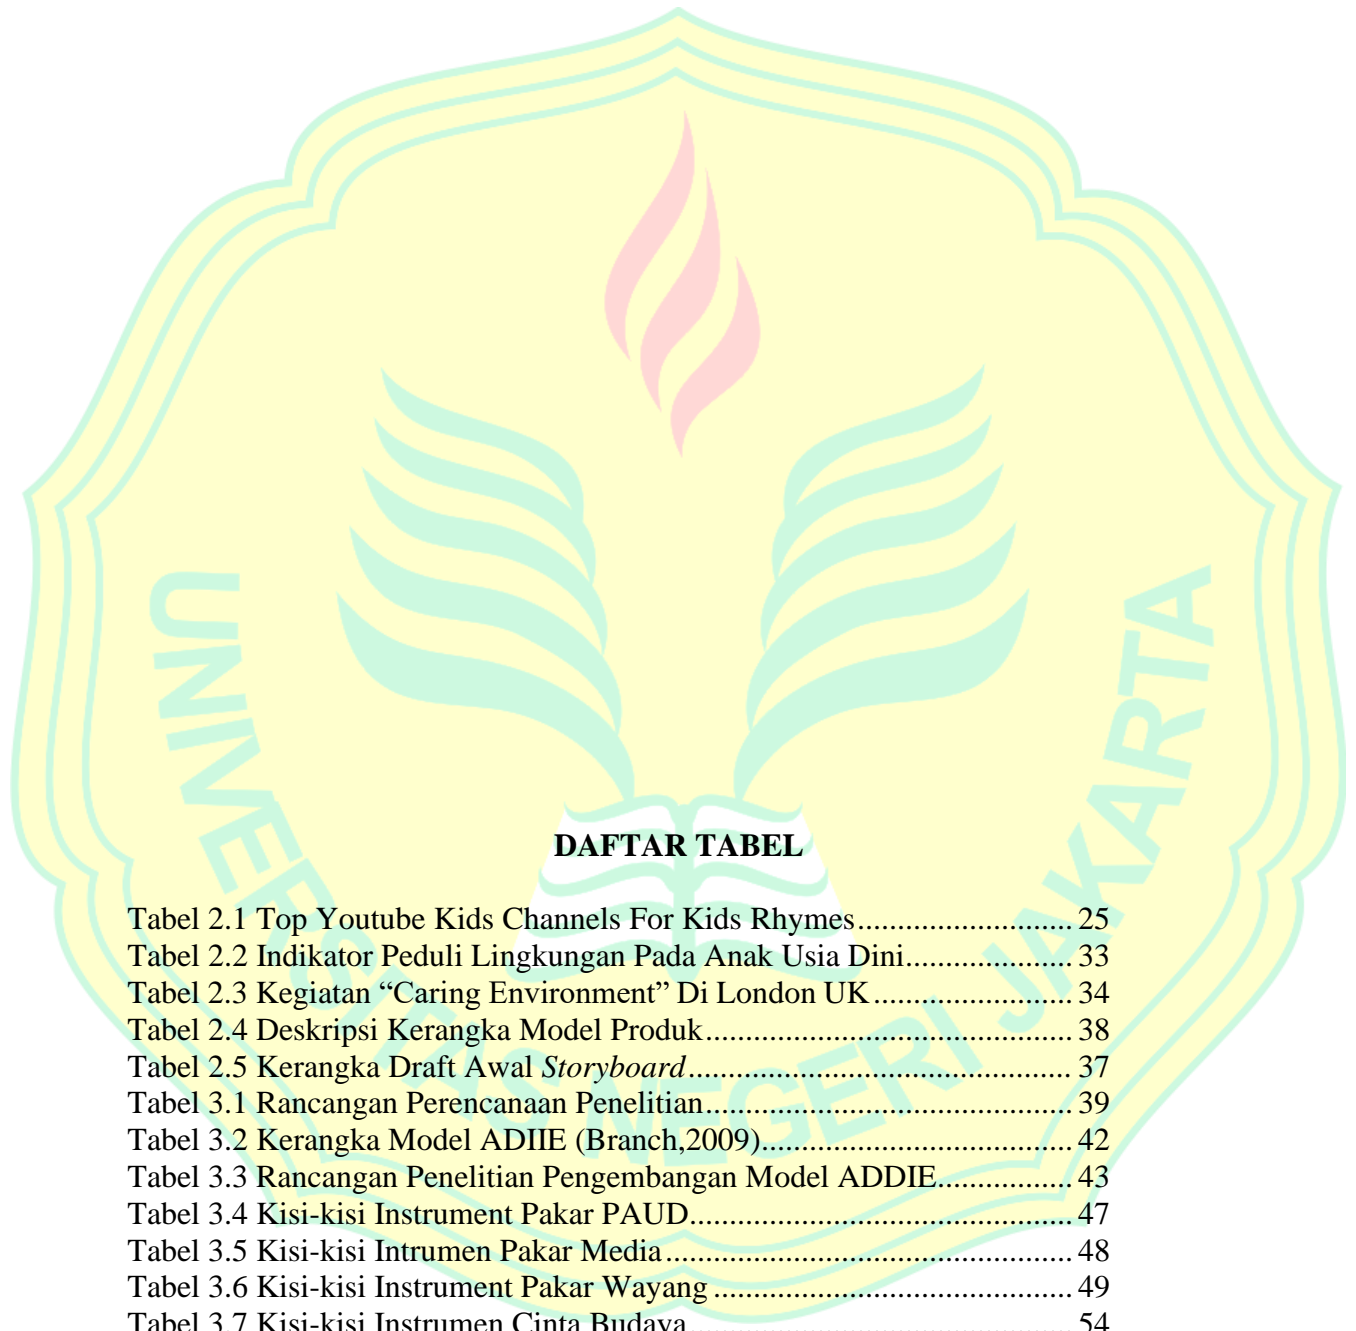 DAFTAR TABEL
Tabel 2.1 Top Youtube Kids Channels For Kids Rhymes.......................... 25
Tabel 2.2 Indikator Peduli Lingkungan Pada Anak Usia Dini.................... 33
Tabel 2.3 Kegiatan “Caring Environment” Di London UK........................ 34
Tabel 2.4 Deskripsi Kerangka Model Produk............................................ 38
Tabel 2.5 Kerangka Draft Awal Storyboard.............................................. 37
Tabel 3.1 Rancangan Perencanaan Penelitian............................................ 39
Tabel 3.2 Kerangka Model ADIIE (Branch,2009)..................................... 42
Tabel 3.3 Rancangan Penelitian Pengembangan Model ADDIE................ 43
Tabel 3.4 Kisi-kisi Instrument Pakar PAUD.............................................. 47
Tabel 3.5 Kisi-kisi Intrumen Pakar Media................................................. 48
Tabel 3.6 Kisi-kisi Instrument Pakar Wayang........................................... 49
Tabel 3.7 Kisi-kisi Instrumen Cinta Budaya.............................................. 54
UNIVERSITAS NEGERI JAKARTA